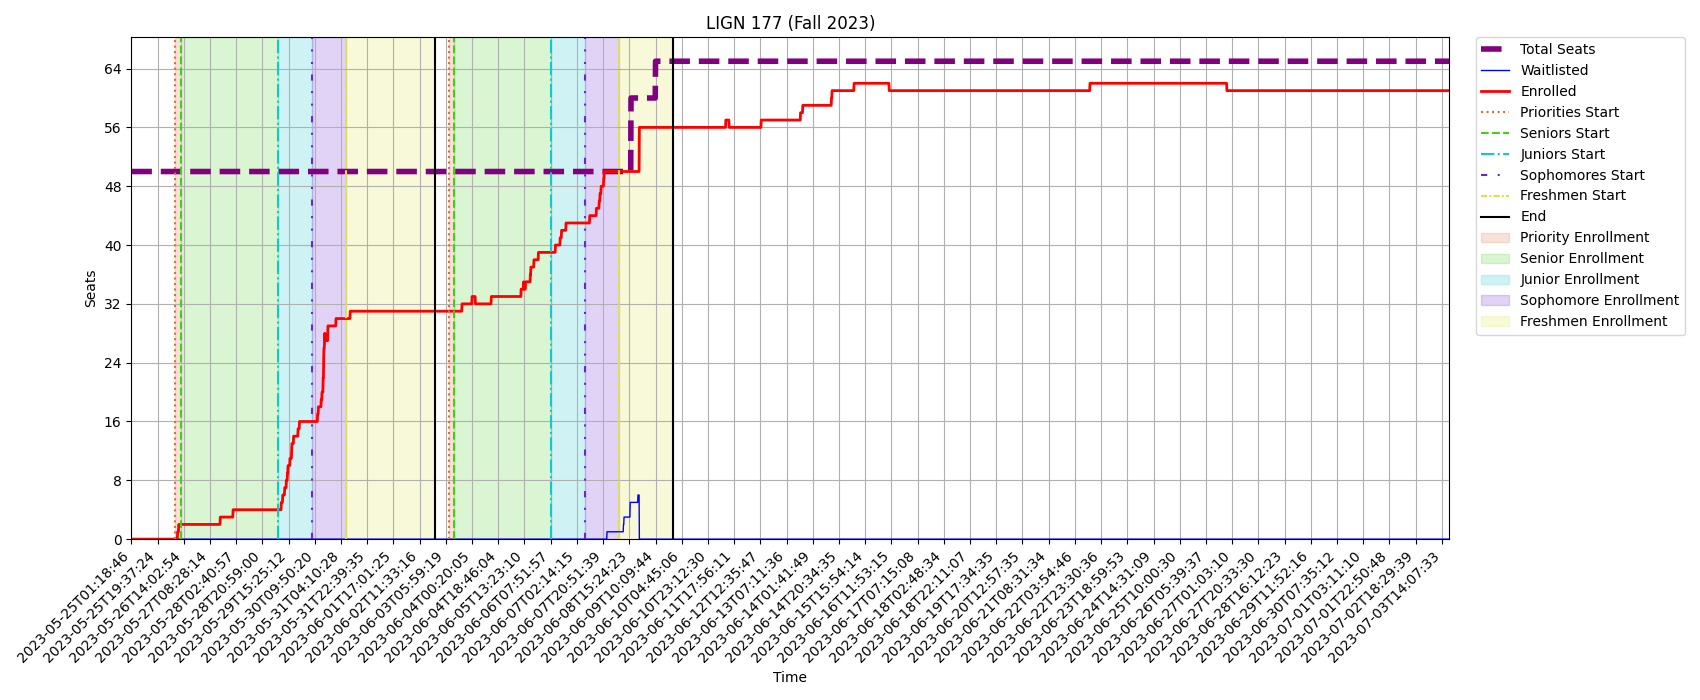 LIGN 177 (Fall 2023)
Seats
64
56
48
40
32
24
16
8
0
2023-05-25T01:18:46
2023-05-25T19:37:24
2023-05-26T14:02:54
2023-05-27T08:28:14
2023-05-28T02:40:57
2023-05-28T20:59:00
2023-05-29T15:25:12
2023-05-30T09:50:20
2023-05-31T04:10:28
2023-05-31T22:39:35
2023-06-01T17:01:25
2023-06-02T11:33:16
2023-06-03T05:59:19
2023-06-04T00:20:05
2023-06-04T18:46:04
2023-06-05T13:23:10
2023-06-06T07:51:57
2023-06-07T02:14:15
2023-06-07T20:51:39
2023-06-08T15:24:23
2023-06-09T10:09:44
2023-06-10T04:45:06
2023-06-10T23:12:30
2023-06-11T17:56:11
2023-06-12T12:35:47
2023-06-13T07:11:36
2023-06-14T01:41:49
2023-06-14T20:34:35
2023-06-15T15:54:14
2023-06-16T11:53:15
2023-06-17T07:15:08
2023-06-18T02:48:34
2023-06-18T22:11:07
2023-06-19T17:34:35
2023-06-20T12:57:35
2023-06-21T08:31:34
2023-06-22T03:54:46
2023-06-22T23:30:36
2023-06-23T18:59:53
2023-06-24T14:31:09
2023-06-25T10:00:30
2023-06-26T05:39:37
2023-06-27T01:03:10
2023-06-27T20:33:30
2023-06-28T16:12:23
2023-06-29T11:52:16
2023-06-30T07:35:12
2023-07-01T03:11:10
2023-07-01T22:50:48
2023-07-02T18:29:39
2023-07-03T14:07:33
Time
Total Seats
Waitlisted
Enrolled
Priorities Start
Seniors Start
Juniors Start
Sophomores Start
Freshmen Start
End
Priority Enrollment
Senior Enrollment
Junior Enrollment
Sophomore Enrollment
Freshmen Enrollment